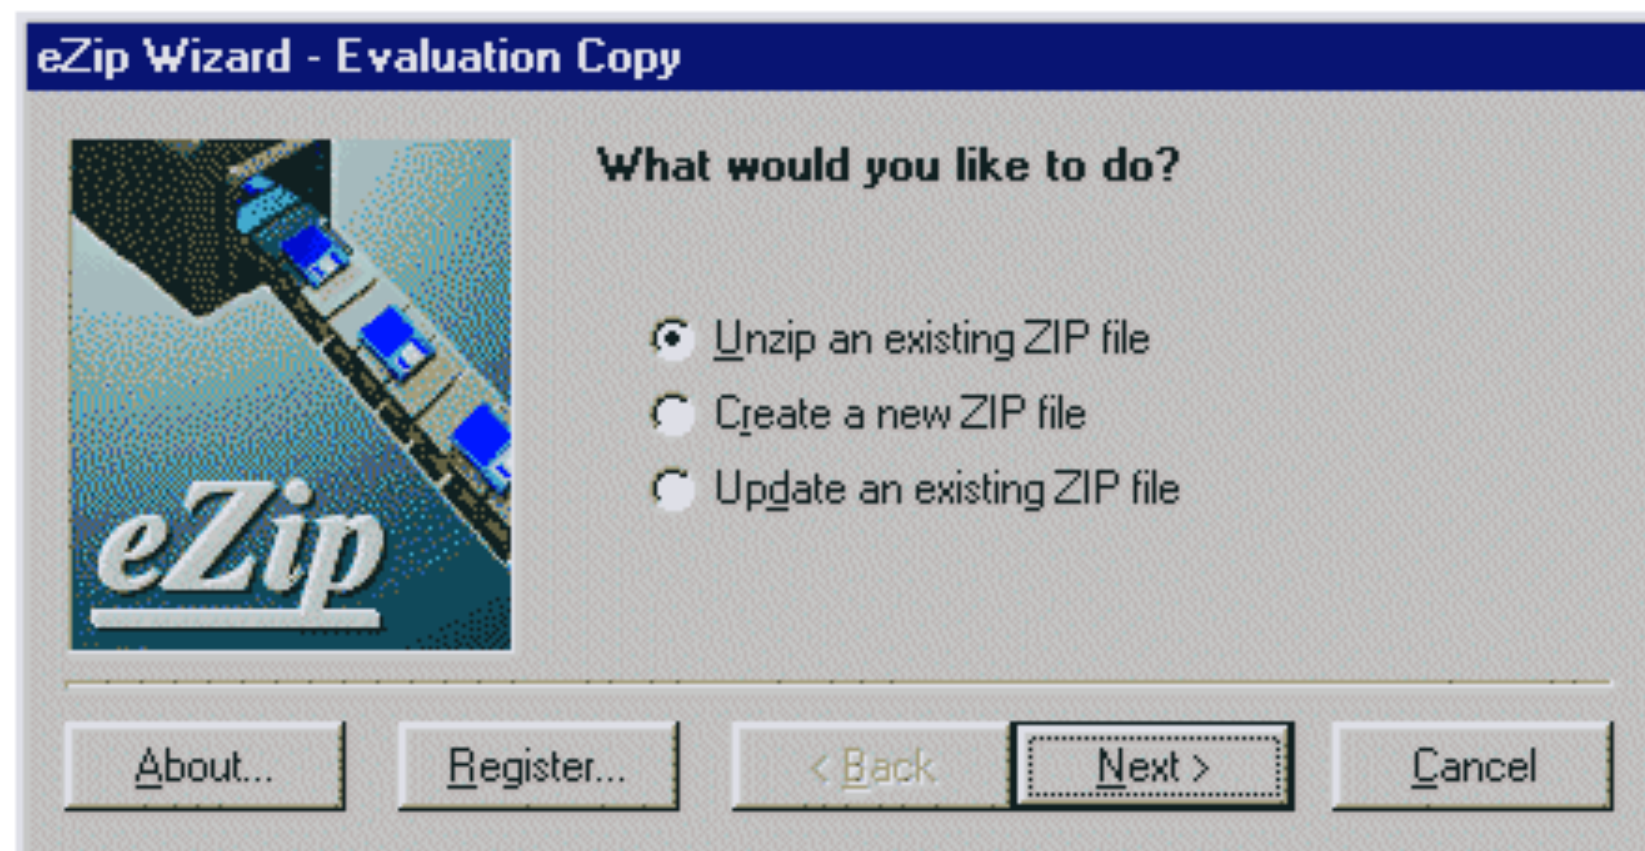 eZip Wizard - Evaluation Copy
What would you like to do?
Unzip an existing ZIP file
Create a new ZIP file
Update an existing ZIP file
eZip
About... Register... < Back Next > Cancel